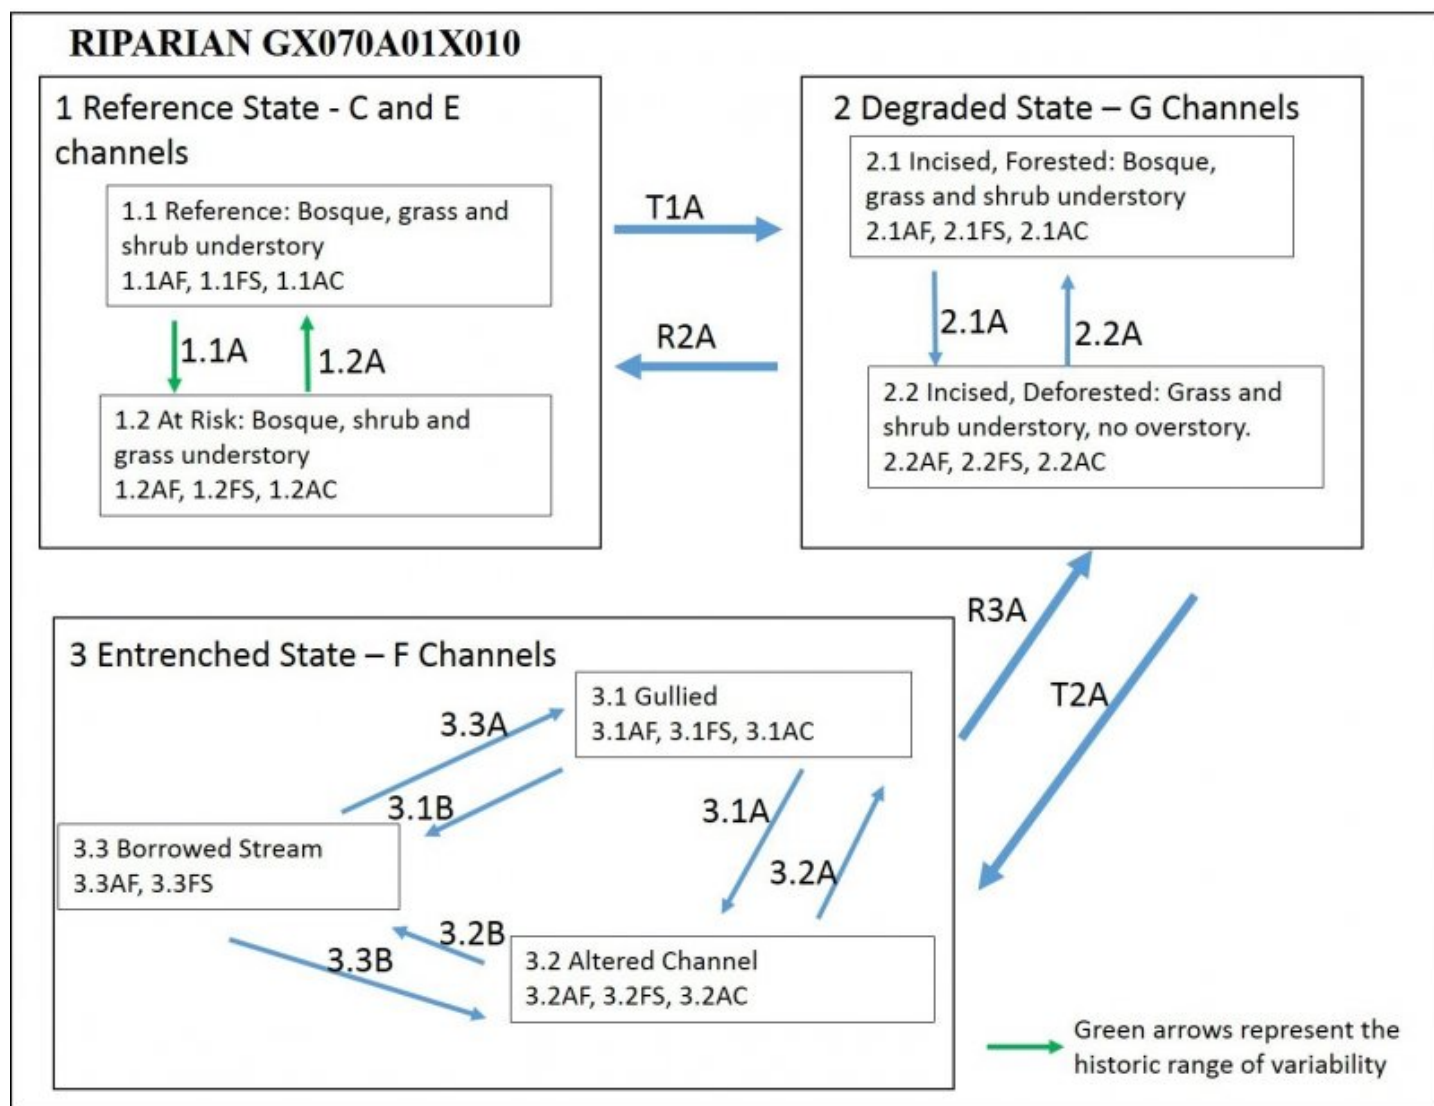 RIPARIAN GX070A01X010
1 Reference State - C and E
channels
1.1 Reference: Bosque, grass and
shrub understory
1.1AF, 1.1FS, 1.1AC
1.1A
1.2A
1.2 At Risk: Bosque, shrub and
grass understory
1.2AF, 1.2FS, 1.2AC
T1A
R2A
2 Degraded State – G Channels
2.1 Incised, Forested: Bosque,
grass and shrub understory
2.1AF, 2.1FS, 2.1AC
2.1A
2.2A
2.2 Incised, Deforested: Grass and
shrub understory, no overstory.
2.2AF, 2.2FS, 2.2AC
R3A
T2A
3 Entrenched State – F Channels
3.1 Gullied
3.1AF, 3.1FS, 3.1AC
3.3A
3.1B
3.1A
3.2A
3.3 Borrowed Stream
3.3AF, 3.3FS
3.2B
3.3B
3.2 Altered Channel
3.2AF, 3.2FS, 3.2AC
Green arrows represent the
historic range of variability